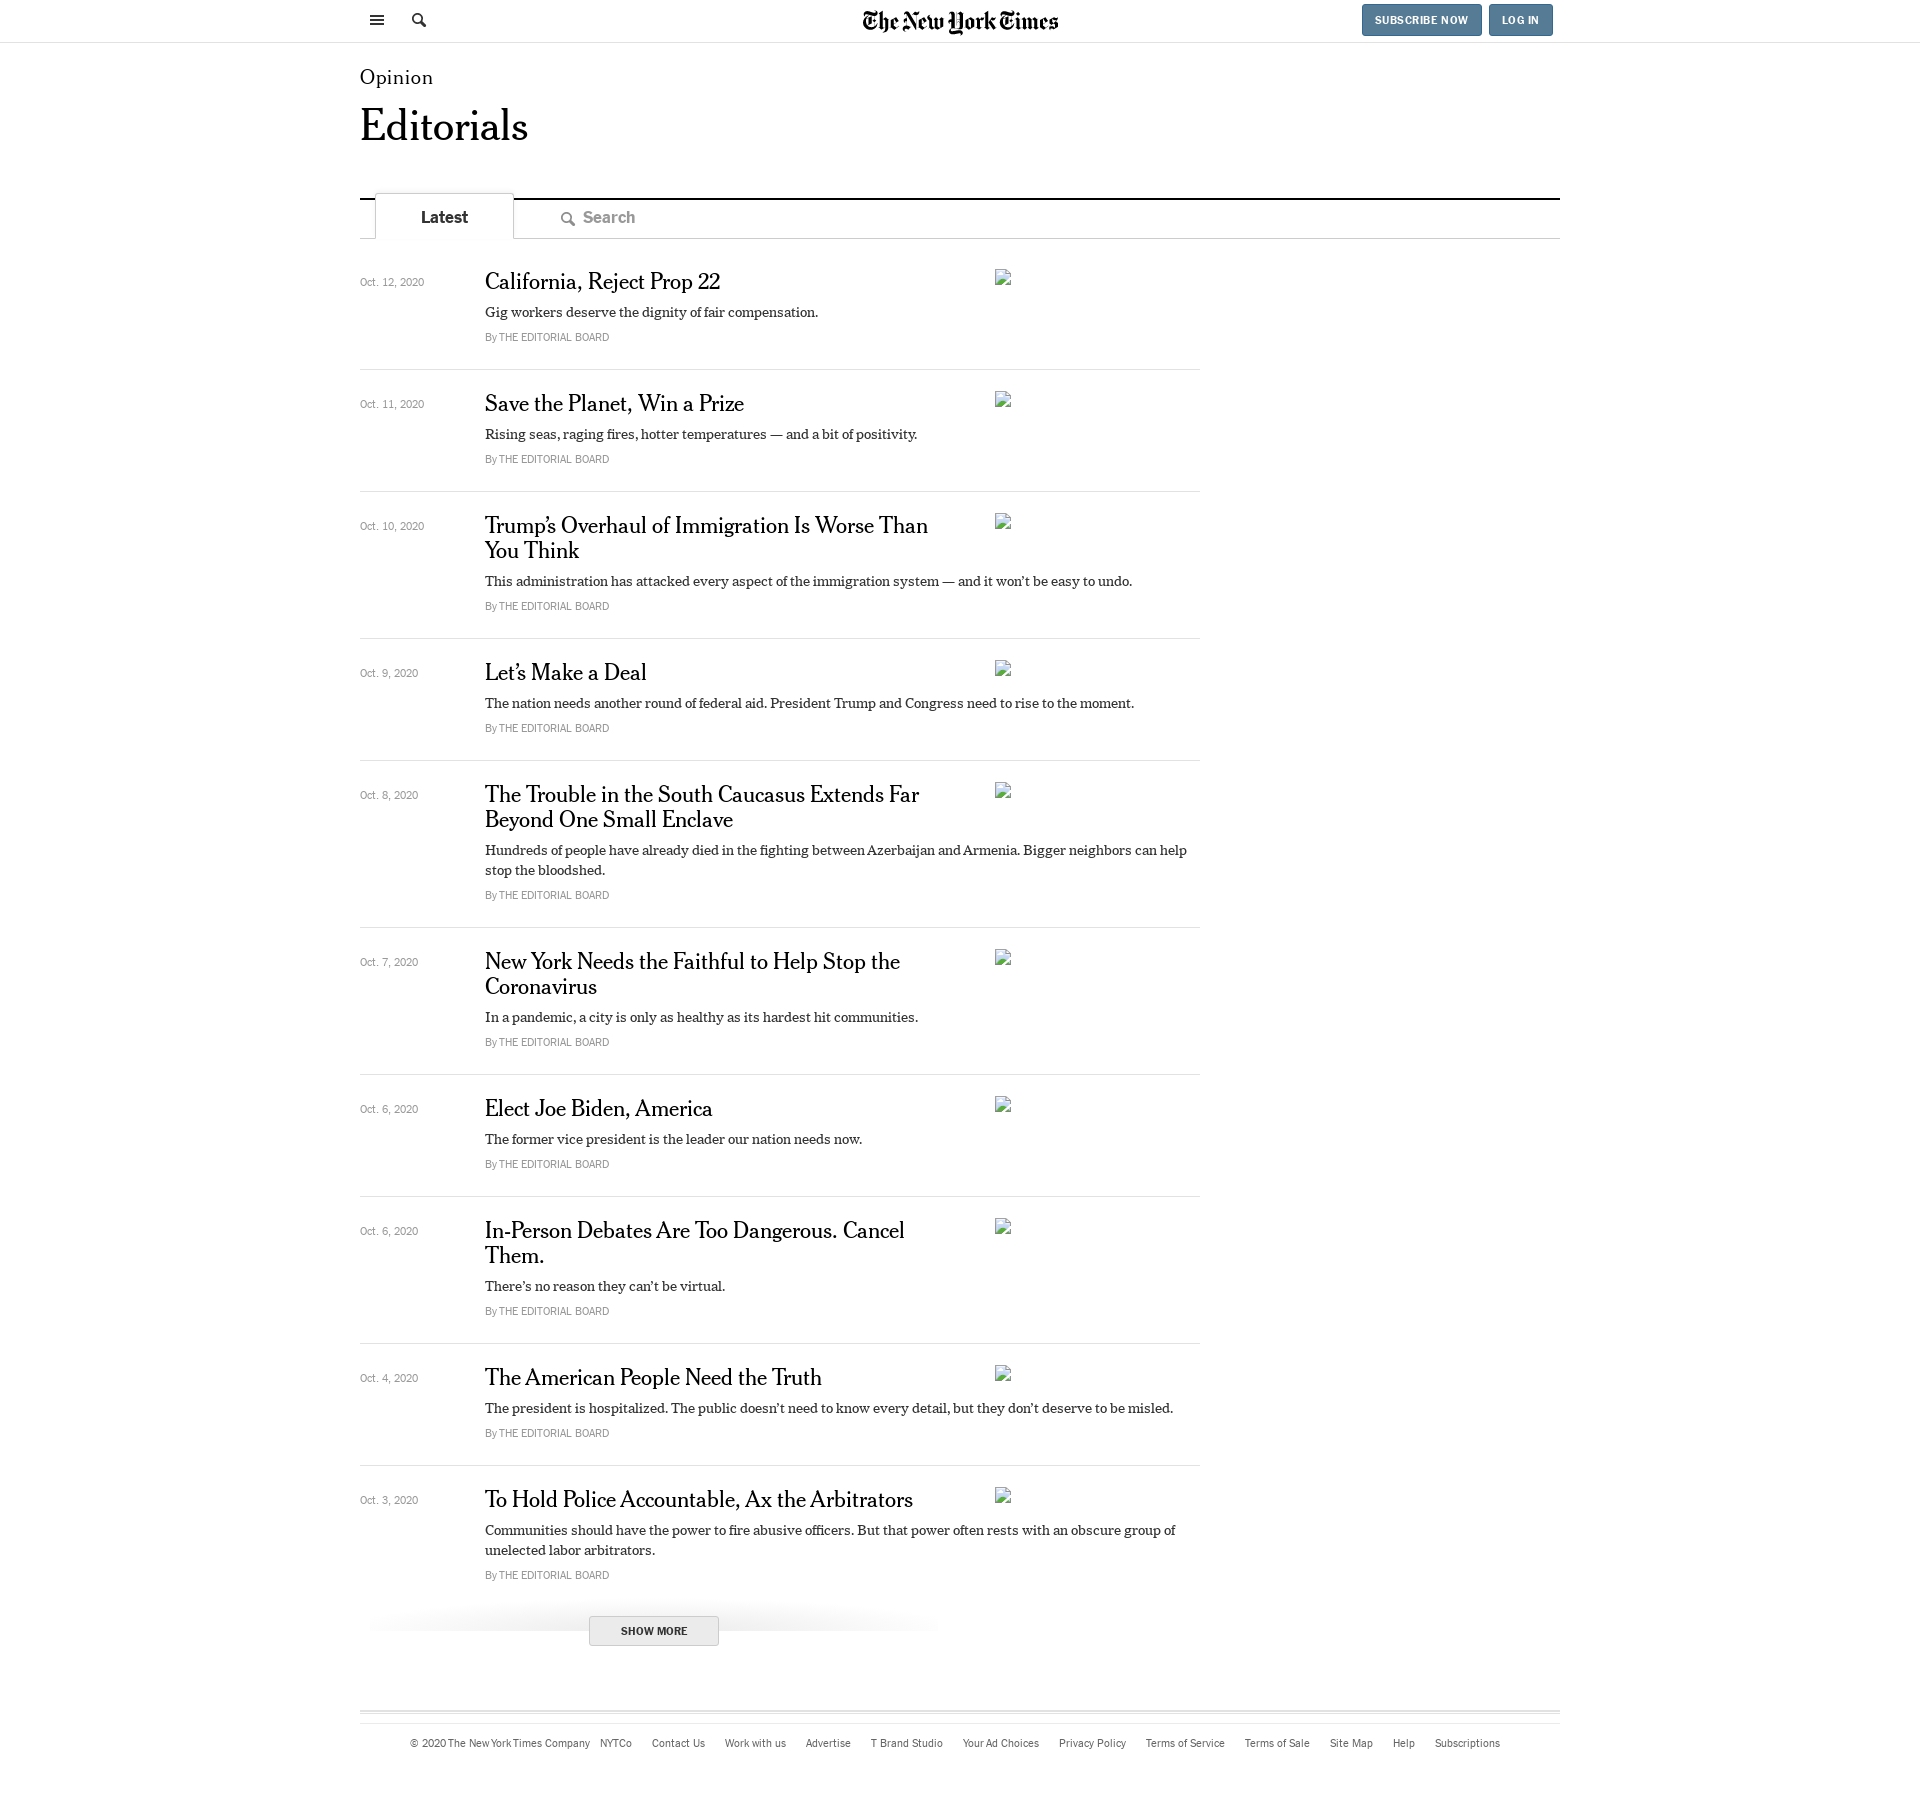 The New York Times
SUBSCRIBE NOW
LOG IN
Opinion
Editorials
Latest
Search
Oct. 12, 2020
California, Reject Prop 22
Gig workers deserve the dignity of fair compensation.
By THE EDITORIAL BOARD
Oct. 11, 2020
Save the Planet, Win a Prize
Rising seas, raging fires, hotter temperatures — and a bit of positivity.
By THE EDITORIAL BOARD
Oct. 10, 2020
Trump’s Overhaul of Immigration Is Worse Than
You Think
This administration has attacked every aspect of the immigration system — and it won’t be easy to undo.
By THE EDITORIAL BOARD
Oct. 9, 2020
Let’s Make a Deal
The nation needs another round of federal aid. President Trump and Congress need to rise to the moment.
By THE EDITORIAL BOARD
Oct. 8, 2020
The Trouble in the South Caucasus Extends Far
Beyond One Small Enclave
Hundreds of people have already died in the fighting between Azerbaijan and Armenia. Bigger neighbors can help
stop the bloodshed.
By THE EDITORIAL BOARD
Oct. 7, 2020
New York Needs the Faithful to Help Stop the
Coronavirus
In a pandemic, a city is only as healthy as its hardest hit communities.
By THE EDITORIAL BOARD
Oct. 6, 2020
Elect Joe Biden, America
The former vice president is the leader our nation needs now.
By THE EDITORIAL BOARD
Oct. 6, 2020
In-Person Debates Are Too Dangerous. Cancel
Them.
There’s no reason they can’t be virtual.
By THE EDITORIAL BOARD
Oct. 4, 2020
The American People Need the Truth
The president is hospitalized. The public doesn’t need to know every detail, but they don’t deserve to be misled.
By THE EDITORIAL BOARD
Oct. 3, 2020
To Hold Police Accountable, Ax the Arbitrators
Communities should have the power to fire abusive officers. But that power often rests with an obscure group of
unelected labor arbitrators.
By THE EDITORIAL BOARD
SHOW MORE
© 2020 The New York Times Company NYTCo Contact Us Work with us Advertise T Brand Studio Your Ad Choices Privacy Policy Terms of Service Terms of Sale Site Map Help Subscriptions